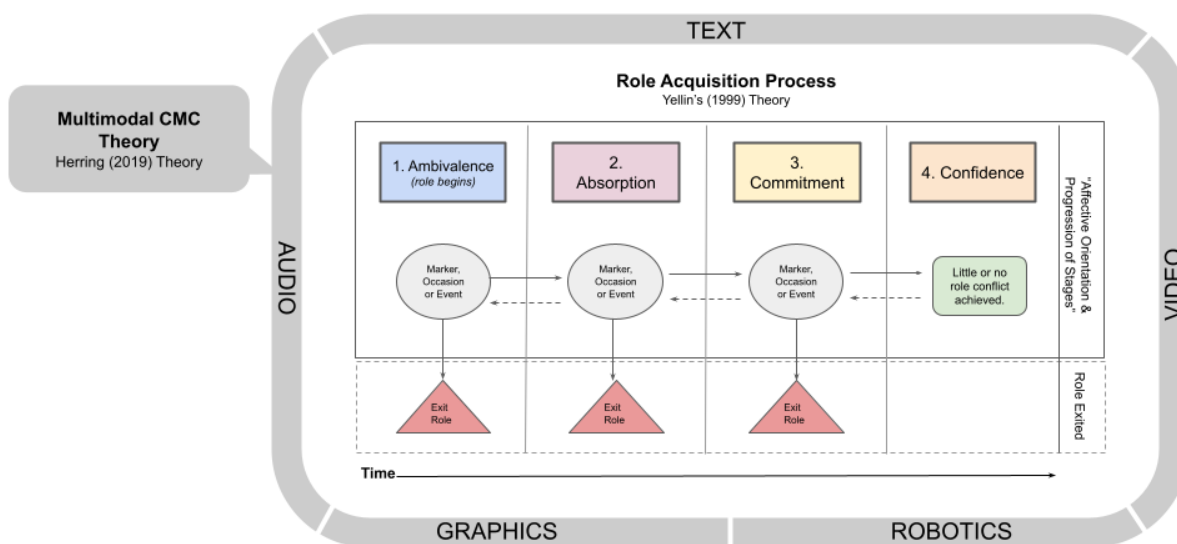 TEXT
Role Acquisition Process
Yellin's (1999) Theory
Multimodal CMC
Theory
Herring (2019) Theory
1. Ambivalence
(role begins)
2.
Absorption
3.
Commitment
4. Confidence
"Affective Orientation &
Progression of Stages"
AUDIO
VIDEO
Marker,
Occasion
or Event
Marker,
Occasion
or Event
Marker,
Occasion
or Event
Little or no
role conflict
achieved.
Exit
Role
Exit
Role
Exit
Role
Role Exited
Time
GRAPHICS
ROBOTICS